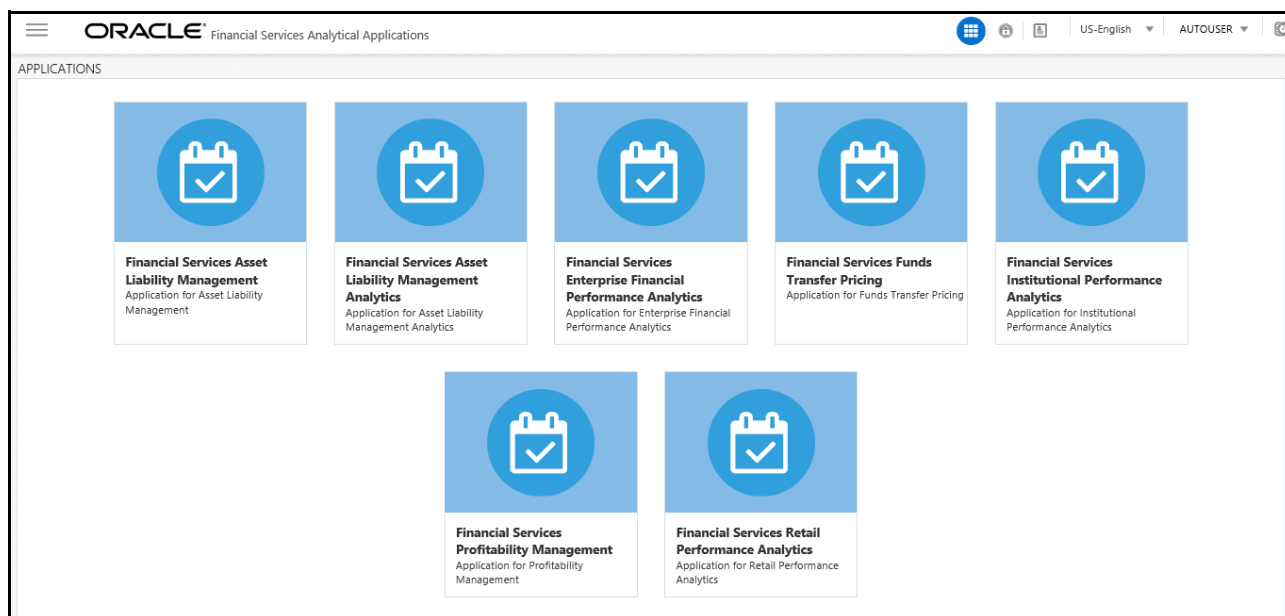 ORACLE® Financial Services Analytical Applications
US-English
AUTOUSER
APPLICATIONS
Financial Services Asset
Liability Management
Application for Asset Liability
Management
Financial Services Asset
Liability Management
Analytics
Application for Asset Liability
Management Analytics
Financial Services
Enterprise Financial
Performance Analytics
Application for Enterprise Financial
Performance Analytics
Financial Services Funds
Transfer Pricing
Application for Funds Transfer Pricing
Financial Services
Institutional Performance
Analytics
Application for Institutional
Performance Analytics
Financial Services
Profitability Management
Application for Profitability
Management
Financial Services Retail
Performance Analytics
Application for Retail Performance
Analytics